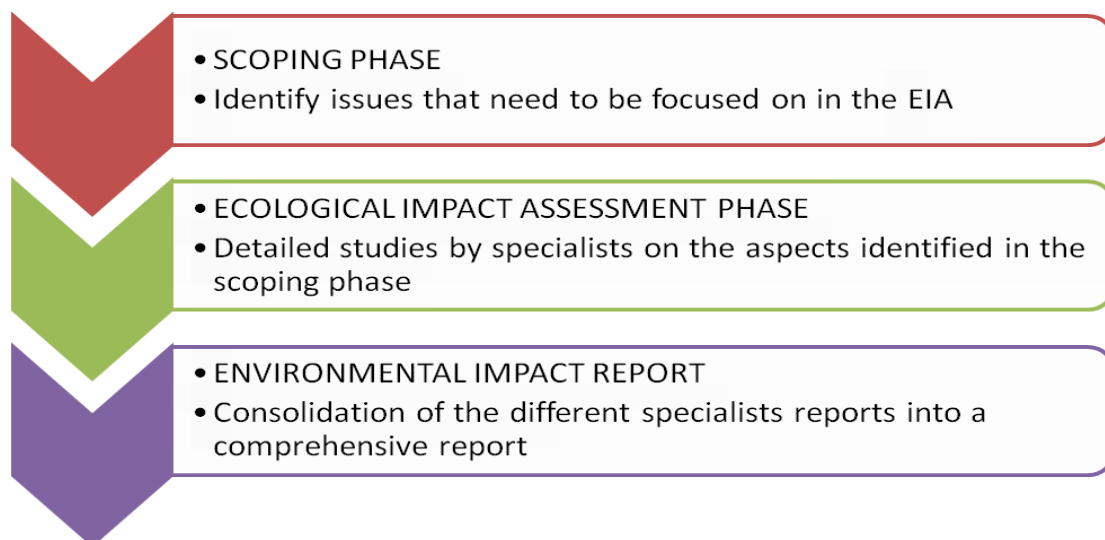 • SCOPING PHASE
• Identify issues that need to be focused on in the EIA
• ECOLOGICAL IMPACT ASSESSMENT PHASE
• Detailed studies by specialists on the aspects identified in the
scoping phase
• ENVIRONMENTAL IMPACT REPORT
• Consolidation of the different specialists reports into a
comprehensive report